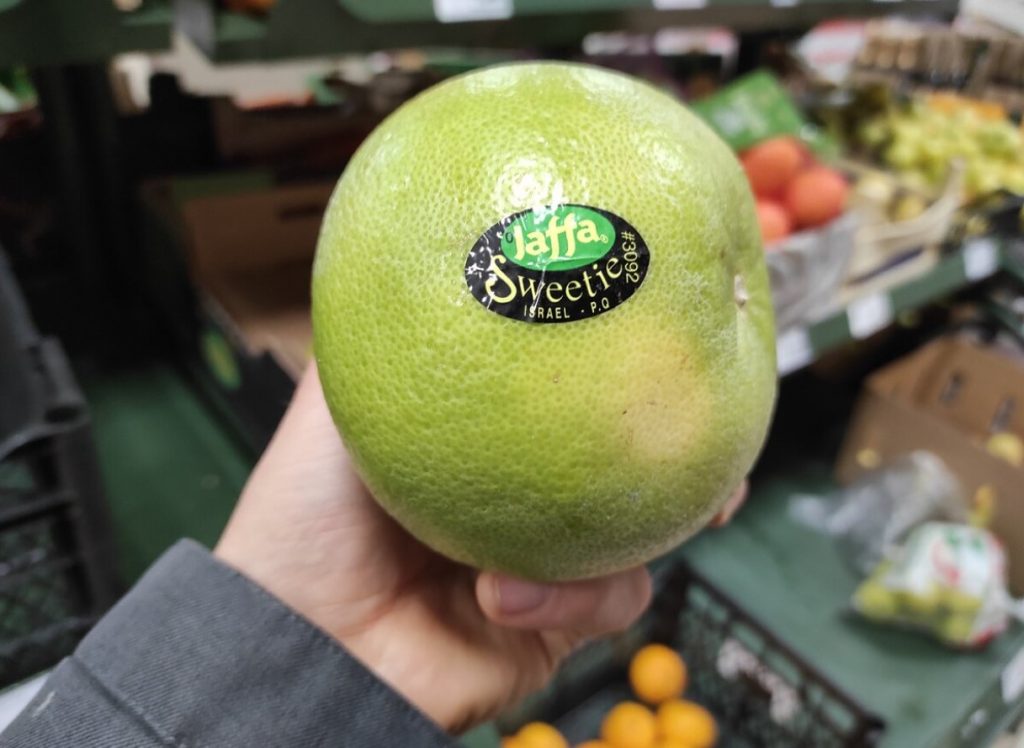 Jaffa®
Sweetie
#3092
ISRAEL - P.O